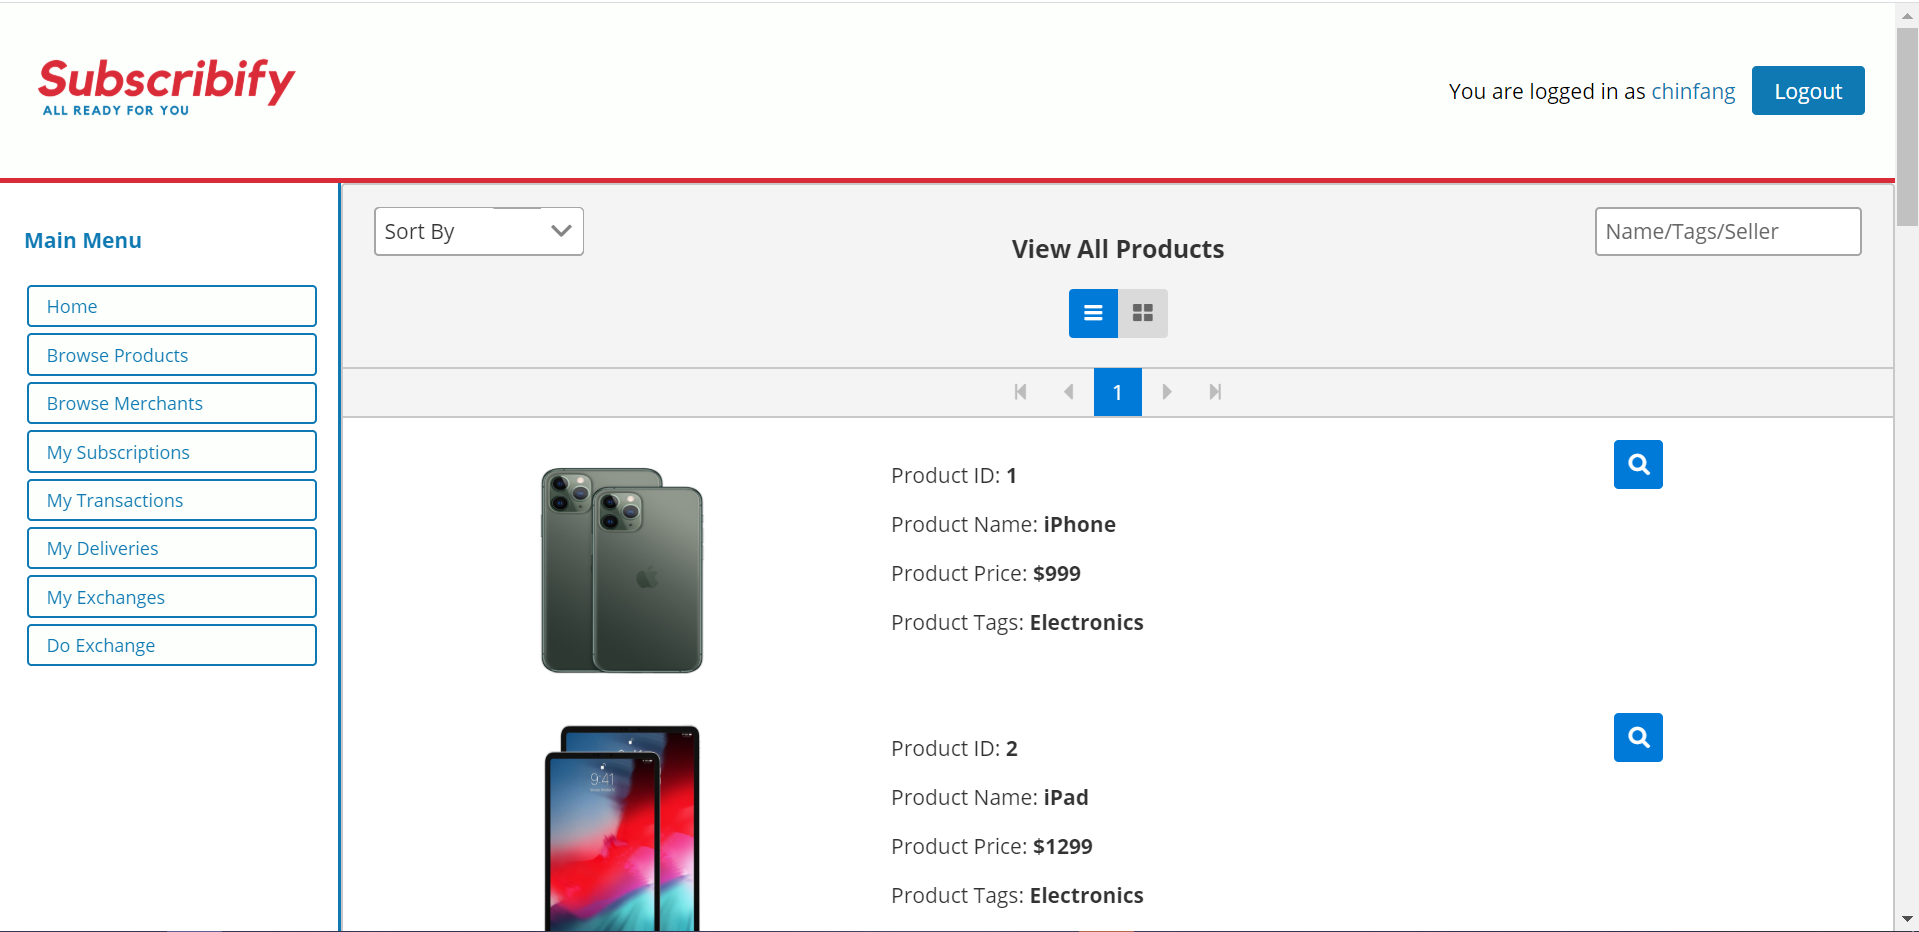 Subscribify
ALL READY FOR YOU
You are logged in as chinfang
Logout
Main Menu
Home
Browse Products
Browse Merchants
My Subscriptions
My Transactions
My Deliveries
My Exchanges
Do Exchange
Sort By
View All Products
Name/Tags/Seller
1
Product ID: 1
Product Name: iPhone
Product Price: $999
Product Tags: Electronics
9:41
Product ID: 2
Product Name: iPad
Product Price: $1299
Product Tags: Electronics